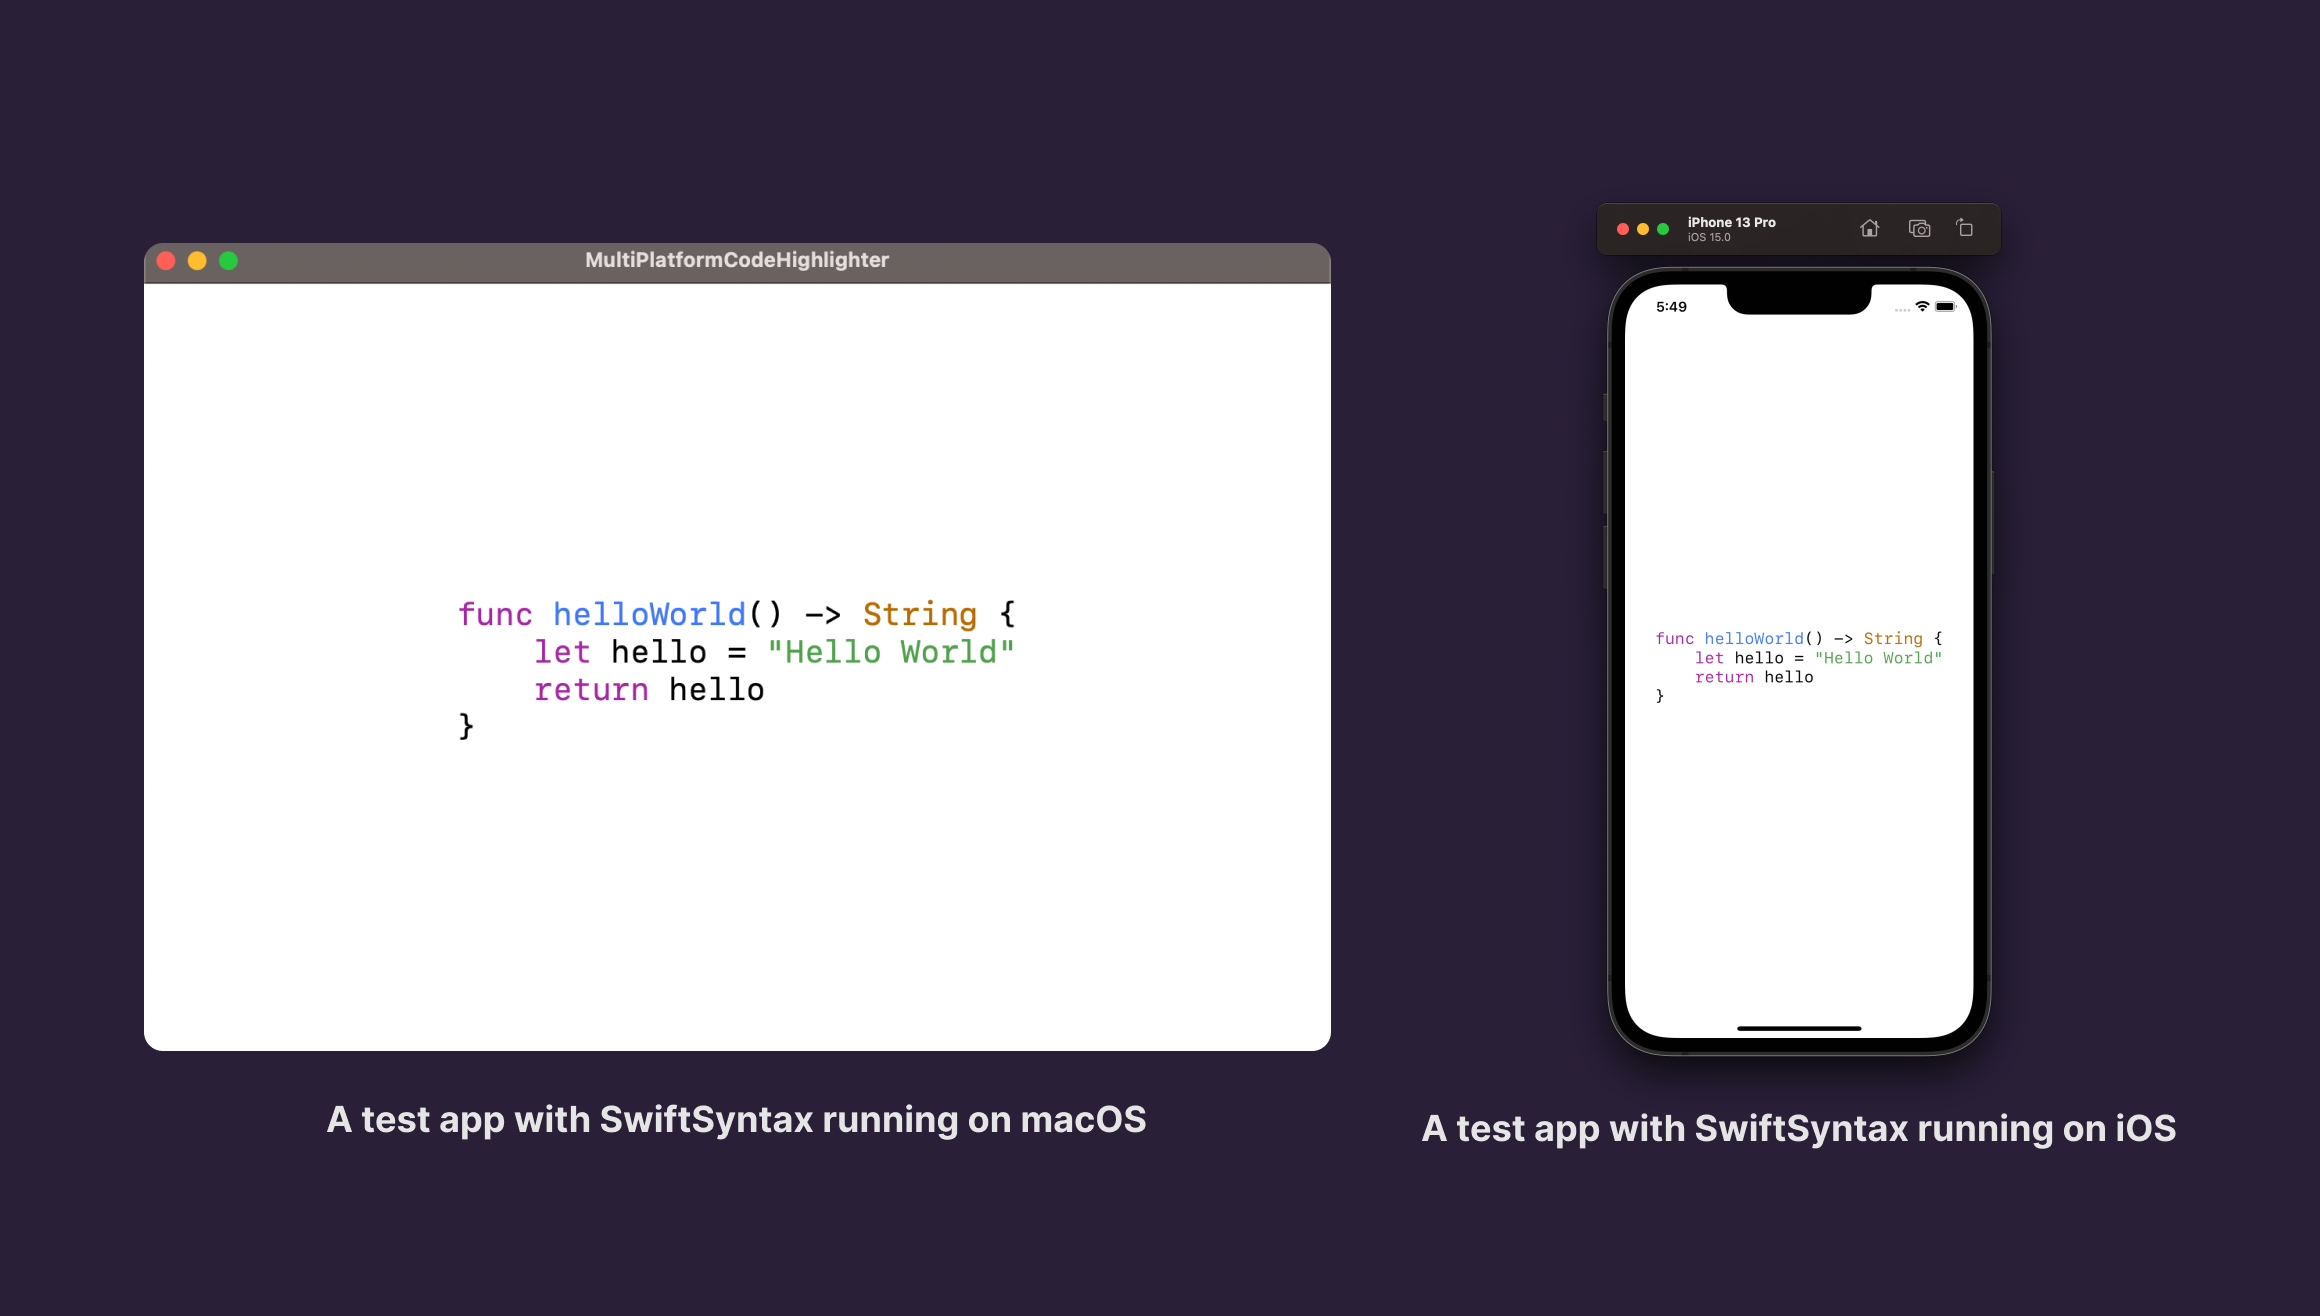 MultiPlatformCodeHighlighter
func helloWorld() -> String {
    let hello = "Hello World"
    return hello
}
A test app with SwiftSyntax running on macOS
iPhone 13 Pro
iOS 15.0
5:49
func helloWorld() -> String {
    let hello = "Hello World"
    return hello
}
A test app with SwiftSyntax running on iOS